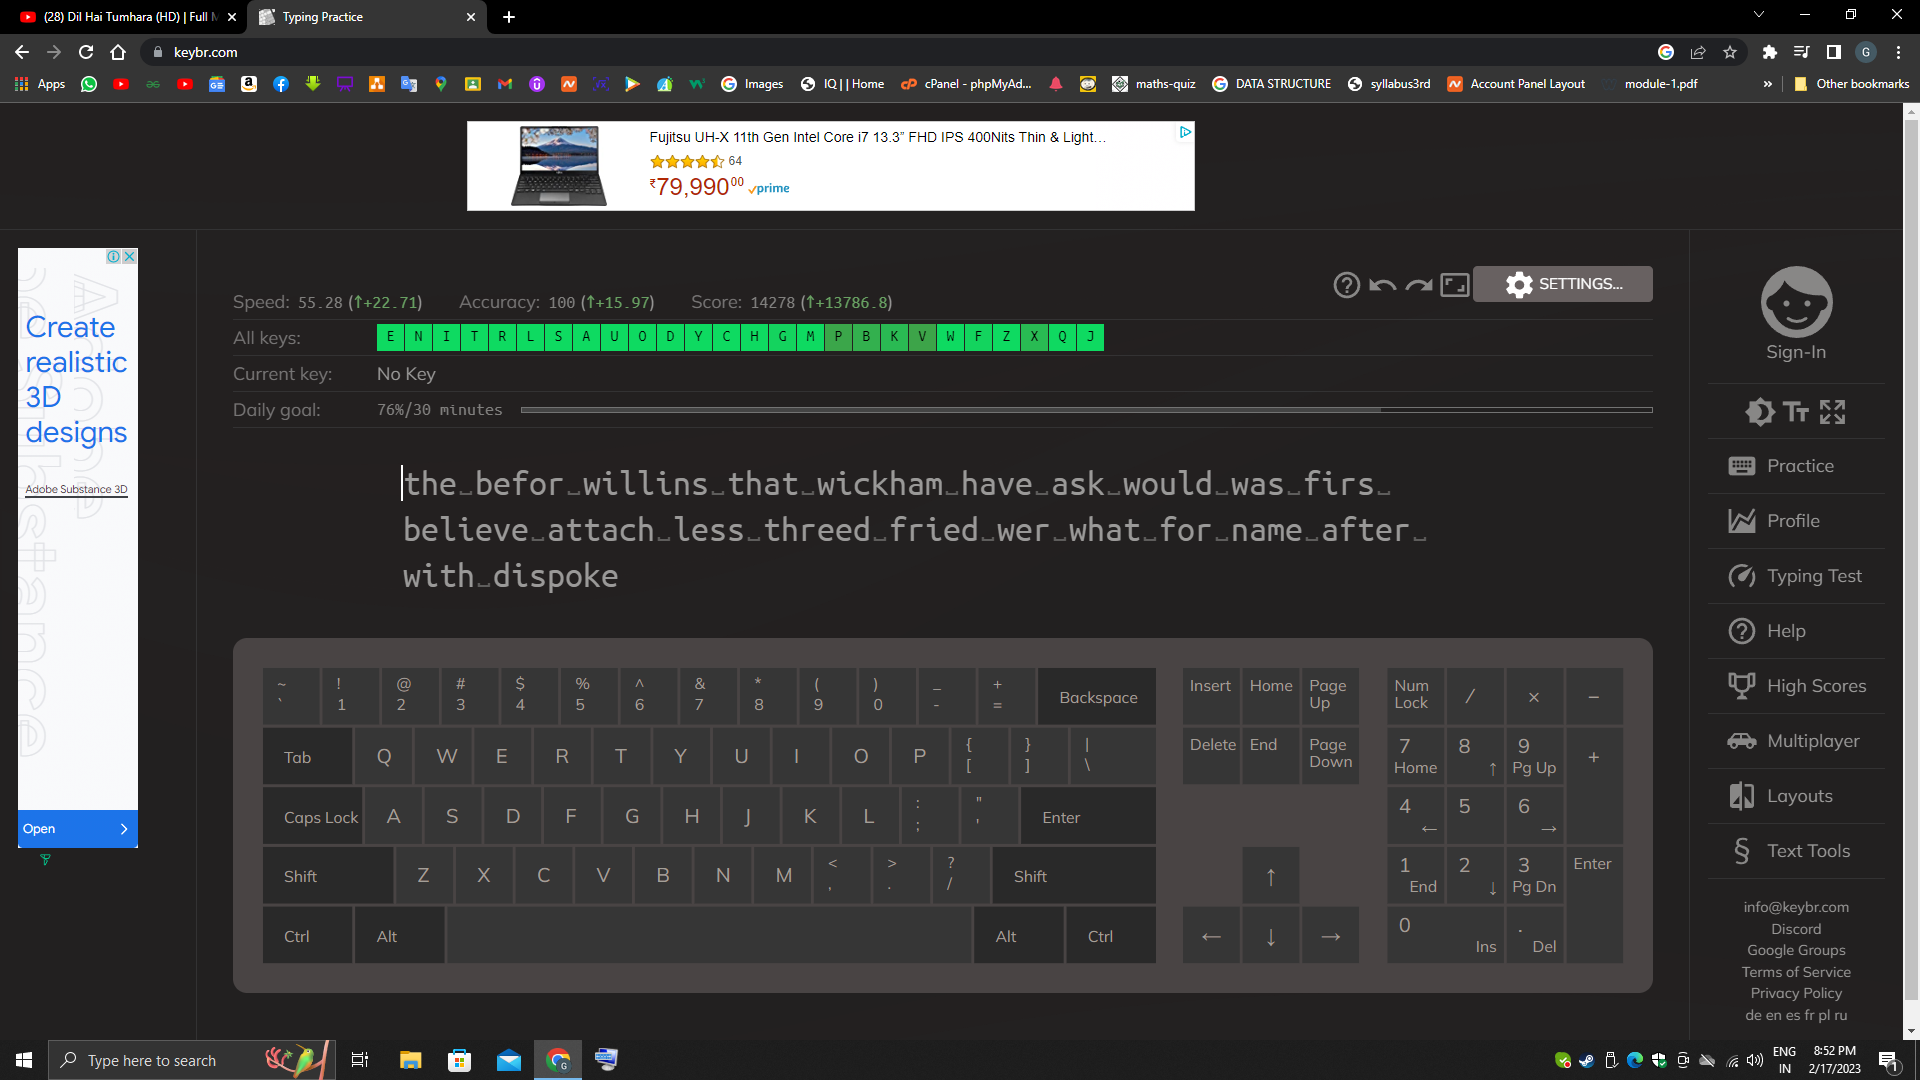 (28) Dil Hai Tumhara (HD) | Full M
Typing Practice
keybr.com
Apps
Images
IQ || Home
cPanel - phpMyAd...
maths-quiz
DATA STRUCTURE
syllabus3rd
Account Panel Layout
module-1.pdf
»
Other bookmarks
Fujitsu UH-X 11th Gen Intel Core i7 13.3” FHD IPS 400Nits Thin & Light...
64
₹79,990 00 prime
Create
realistic
3D
designs
Adobe Substance 3D
Open
SETTINGS...
Speed: 55.28 (↑+22.71) Accuracy: 100 (↑+15.97) Score: 14278 (↑+13786.8)
All keys: E N I T R L S A U O D Y C H G M P B K V W F Z X Q J
Current key: No Key
Daily goal: 76%/30 minutes
the␣befor␣willins␣that␣wickham␣have␣ask␣would␣was␣firs␣
believe␣attach␣less␣threed␣fried␣wer␣what␣for␣name␣after␣
with␣dispoke
~ ! @ # $ % ^ & * ( ) _ +
` 1 2 3 4 5 6 7 8 9 0 - = Backspace
Tab Q W E R T Y U I O P { [ } ] | \
Caps Lock A S D F G H J K L : ; " ' Enter
Shift Z X C V B N M < , > . ? / Shift
Ctrl Alt Alt Ctrl
Insert Home Page Up
Delete End Page Down
↑
← ↓ →
Num Lock / × −
7 Home 8 ↑ 9 Pg Up +
4 ← 5 6 →
1 End 2 ↓ 3 Pg Dn Enter
0 Ins . Del
Sign-In
Practice
Profile
Typing Test
Help
High Scores
Multiplayer
Layouts
§ Text Tools
info@keybr.com
Discord
Google Groups
Terms of Service
Privacy Policy
de en es fr pl ru
Type here to search
ENG
IN
8:52 PM
2/17/2023
1